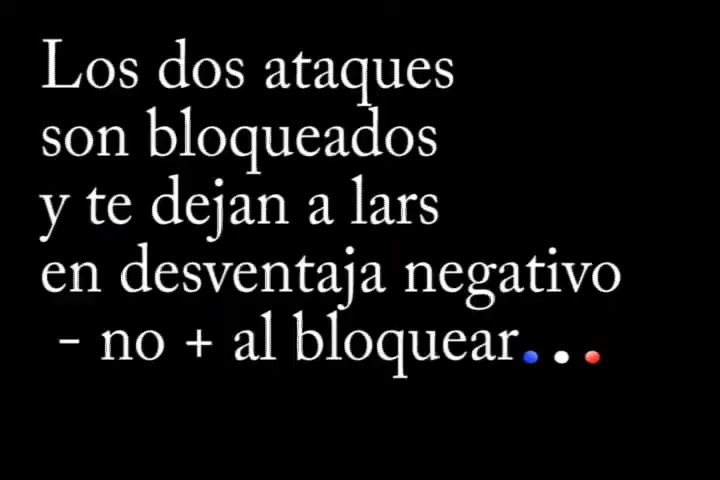 Los dos ataques
son bloqueados
y te dejan a lars
en desventaja negativo
- no + al bloquear...